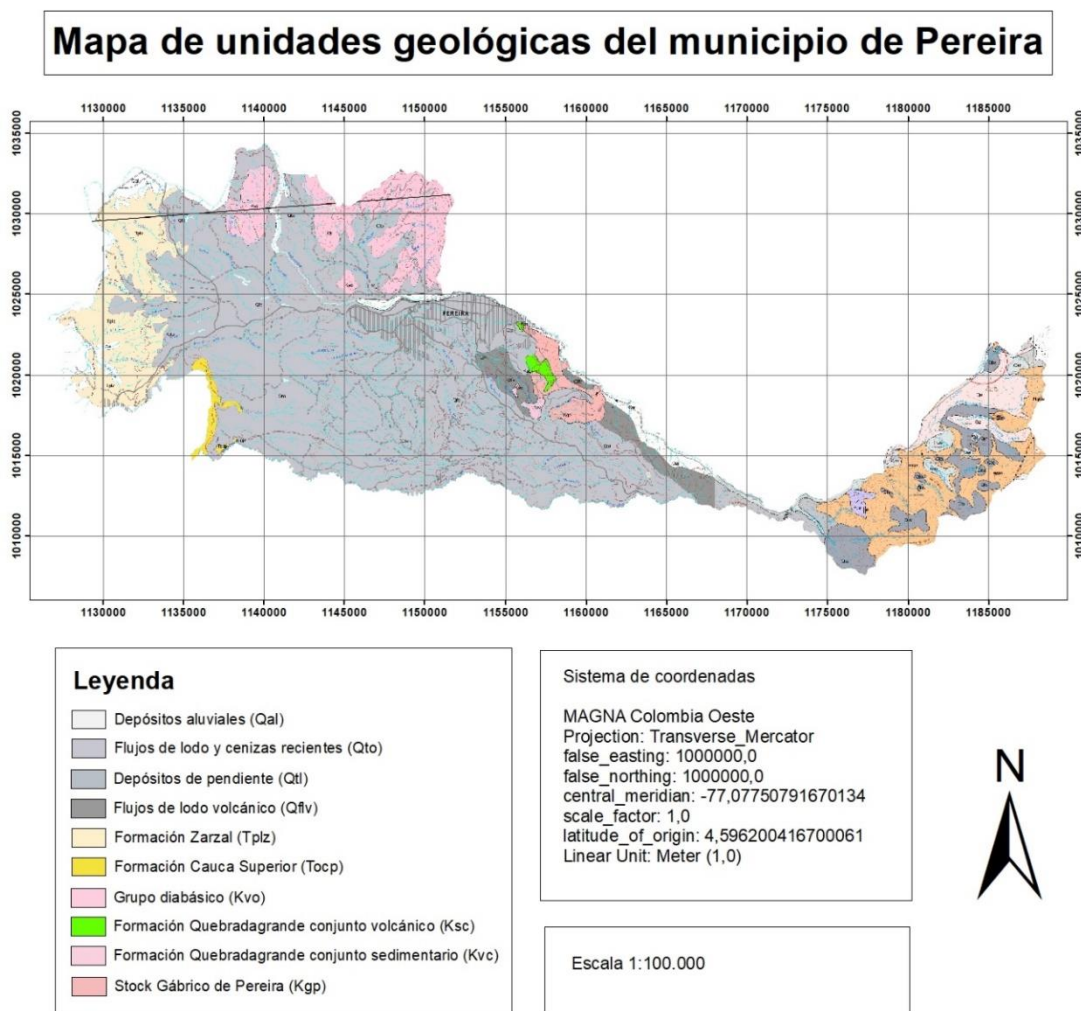 Mapa de unidades geológicas del municipio de Pereira
1130000 1135000 1140000 1145000 1150000 1155000 1160000 1165000 1170000 1175000 1180000 1185000
1035000 1035000
1030000 1030000
1025000 1025000
PEREIRA
1020000 1020000
1015000 1015000
1010000 1010000
1130000 1135000 1140000 1145000 1150000 1155000 1160000 1165000 1170000 1175000 1180000 1185000
Leyenda
Depósitos aluviales (Qal)
Flujos de lodo y cenizas recientes (Qto)
Depósitos de pendiente (Qtl)
Flujos de lodo volcánico (Qflv)
Formación Zarzal (Tplz)
Formación Cauca Superior (Tocp)
Grupo diabásico (Kvo)
Formación Quebradagrande conjunto volcánico (Ksc)
Formación Quebradagrande conjunto sedimentario (Kvc)
Stock Gábrico de Pereira (Kgp)
Sistema de coordenadas
MAGNA Colombia Oeste
Projection: Transverse_Mercator
false_easting: 1000000,0
false_northing: 1000000,0
central_meridian: -77,07750791670134
scale_factor: 1,0
latitude_of_origin: 4,596200416700061
Linear Unit: Meter (1,0)
Escala 1:100.000
N